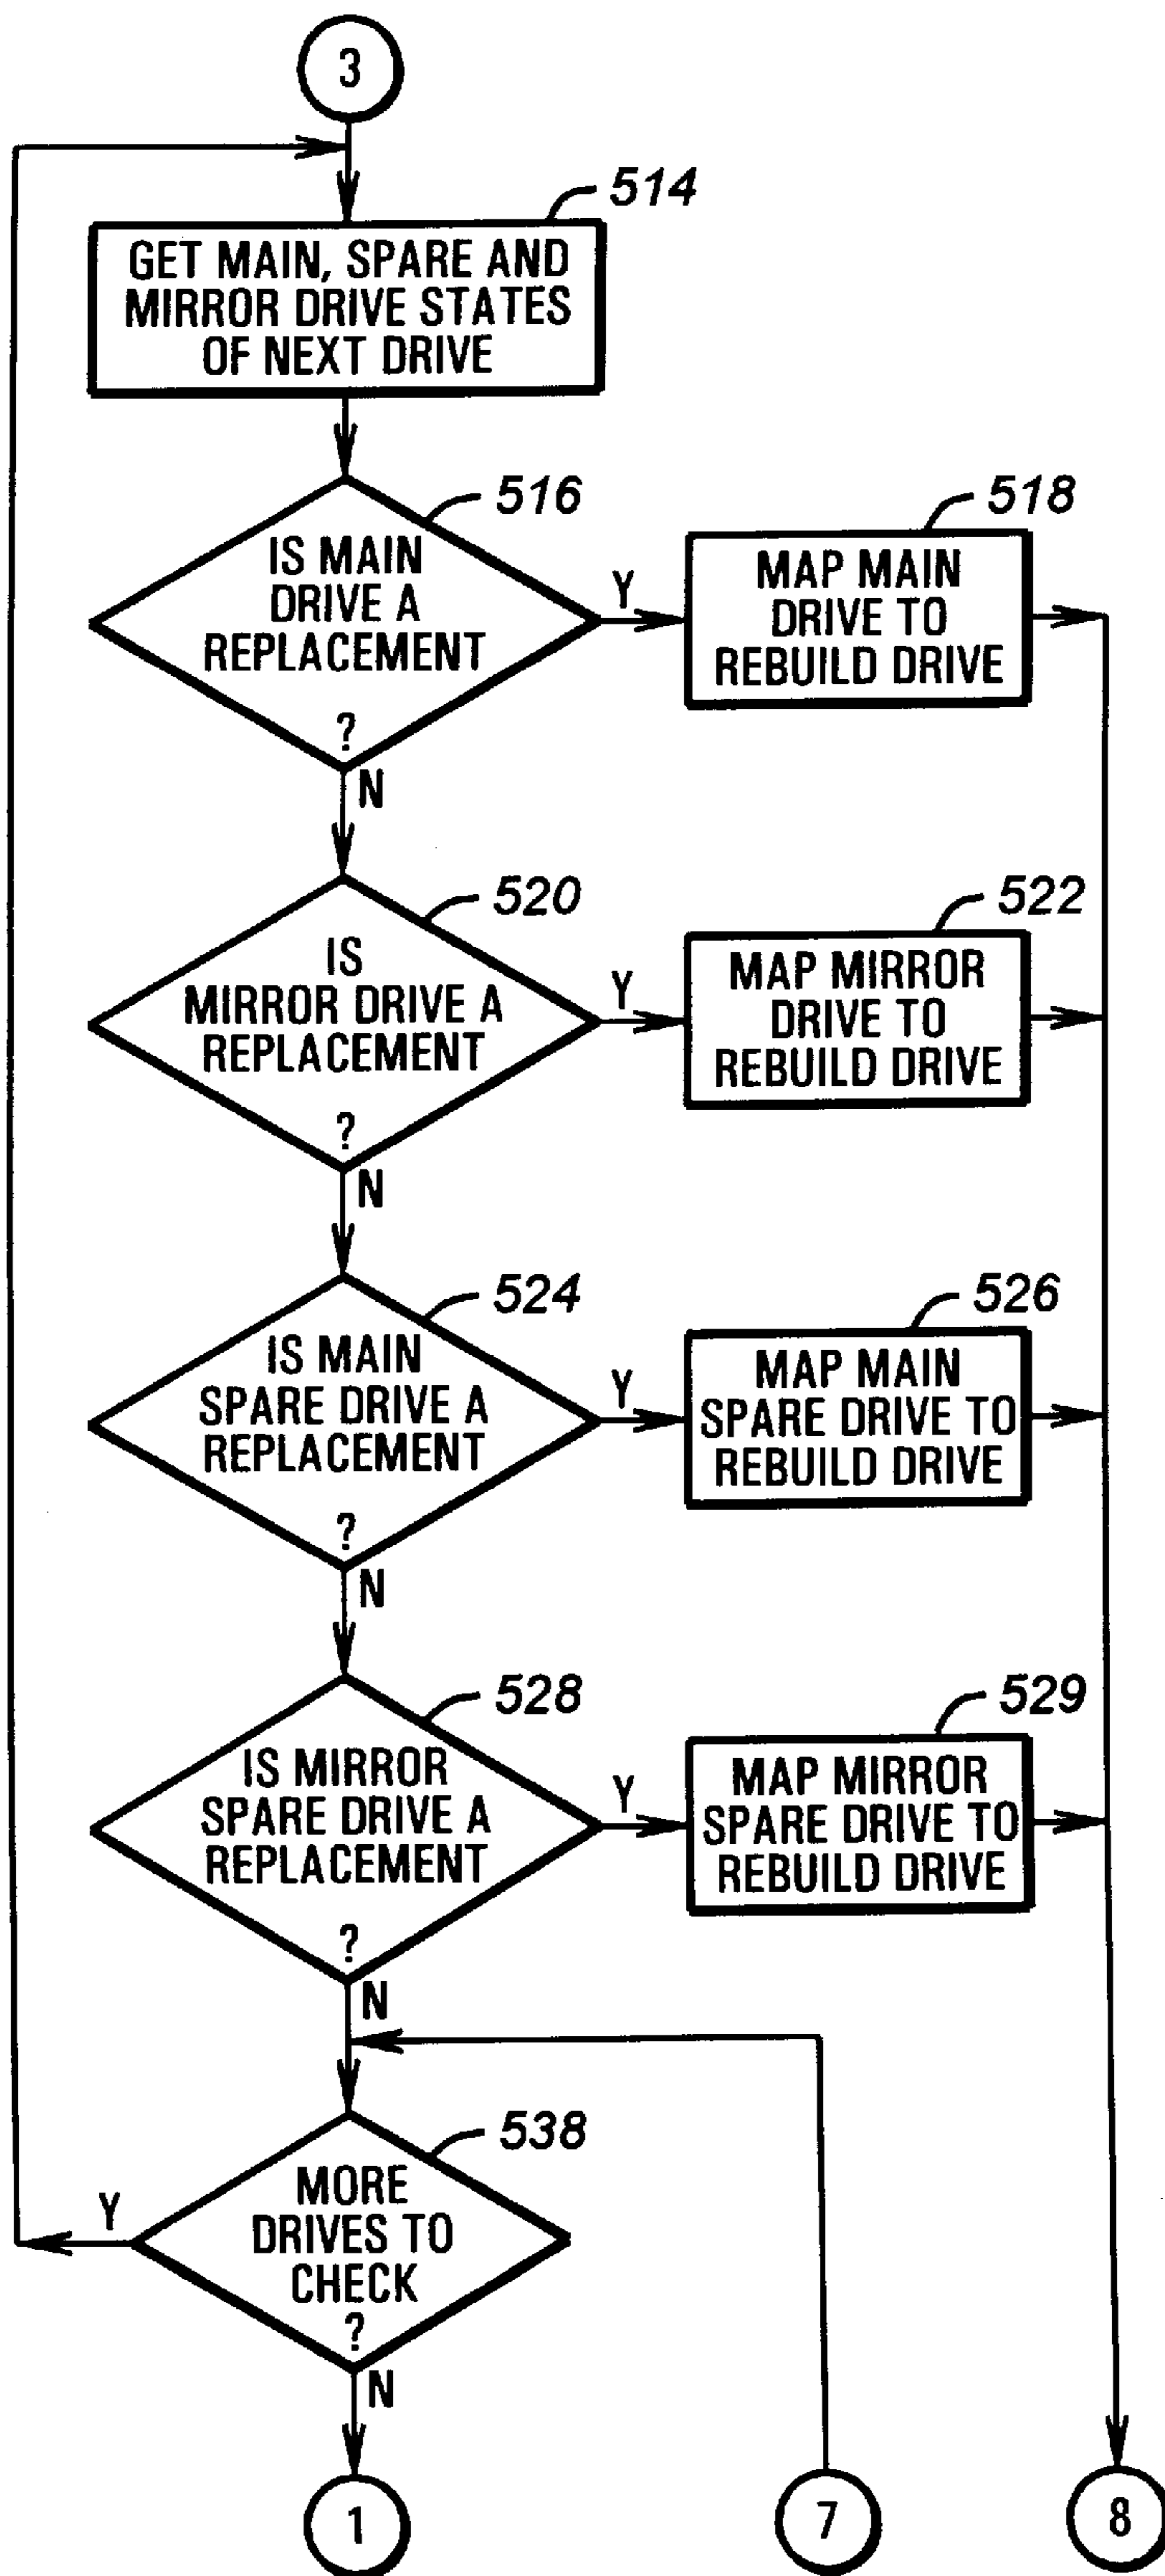 3
514
GET MAIN, SPARE AND
MIRROR DRIVE STATES
OF NEXT DRIVE
516
IS MAIN
DRIVE A
REPLACEMENT
?
Y
N
518
MAP MAIN
DRIVE TO
REBUILD DRIVE
520
IS
MIRROR DRIVE A
REPLACEMENT
?
Y
N
522
MAP MIRROR
DRIVE TO
REBUILD DRIVE
524
IS MAIN
SPARE DRIVE A
REPLACEMENT
?
Y
N
526
MAP MAIN
SPARE DRIVE TO
REBUILD DRIVE
528
IS MIRROR
SPARE DRIVE A
REPLACEMENT
?
Y
N
529
MAP MIRROR
SPARE DRIVE TO
REBUILD DRIVE
538
MORE
DRIVES TO
CHECK
?
Y
N
1
7
8